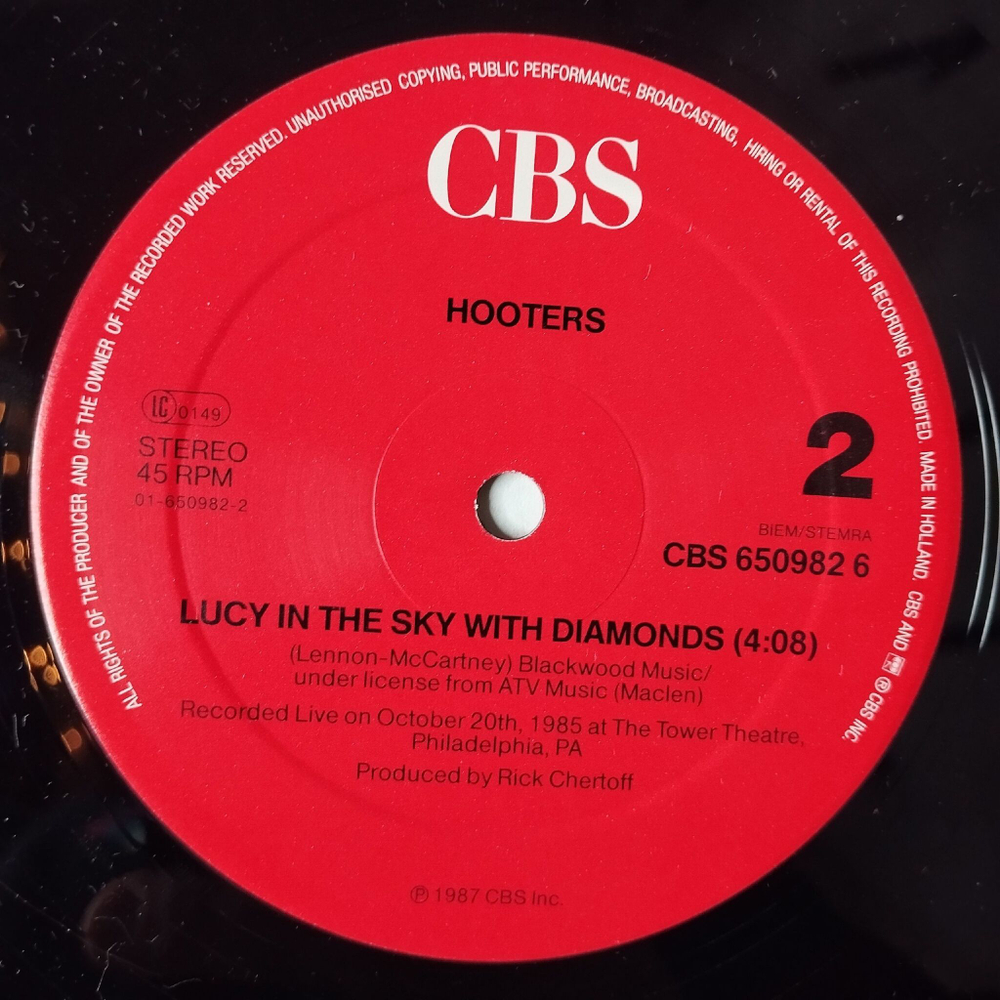 ALL RIGHTS OF THE PRODUCER AND OF THE OWNER OF THE RECORDED WORK RESERVED. UNAUTHORISED COPYING, PUBLIC PERFORMANCE, BROADCASTING, HIRING OR RENTAL OF THIS RECORDING PROHIBITED. MADE IN HOLLAND. CBS AND ℗ CBS INC.
CBS
HOOTERS
LC 0149
STEREO
45 RPM
01-650982-2
2
BIEM/STEMRA
CBS 650982 6
LUCY IN THE SKY WITH DIAMONDS (4:08)
(Lennon-McCartney) Blackwood Music/
under license from ATV Music (Maclen)
Recorded Live on October 20th, 1985 at The Tower Theatre,
Philadelphia, PA
Produced by Rick Chertoff
℗ 1987 CBS Inc.